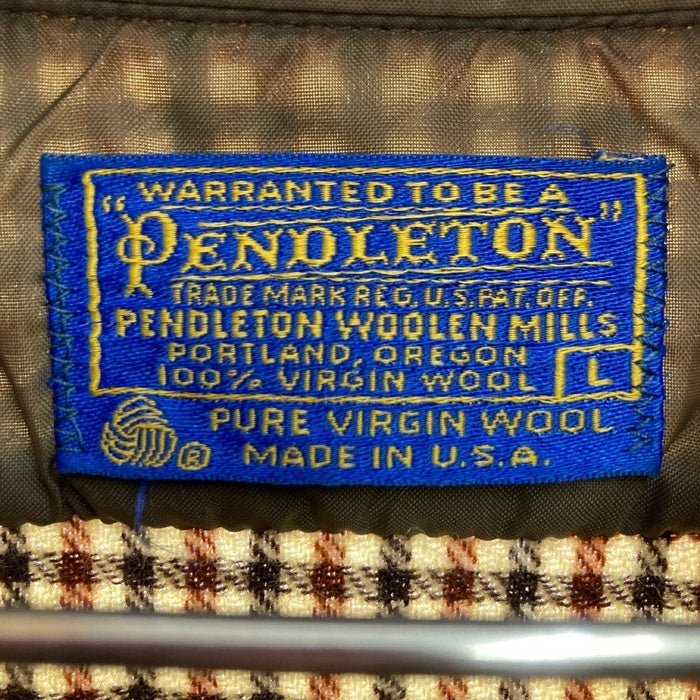 WARRANTED TO BE A
"PENDLETON"
TRADE MARK REG. U.S. PAT. OFF.
PENDLETON WOOLEN MILLS
PORTLAND, OREGON
100% VIRGIN WOOL L
PURE VIRGIN WOOL
® MADE IN U.S.A.